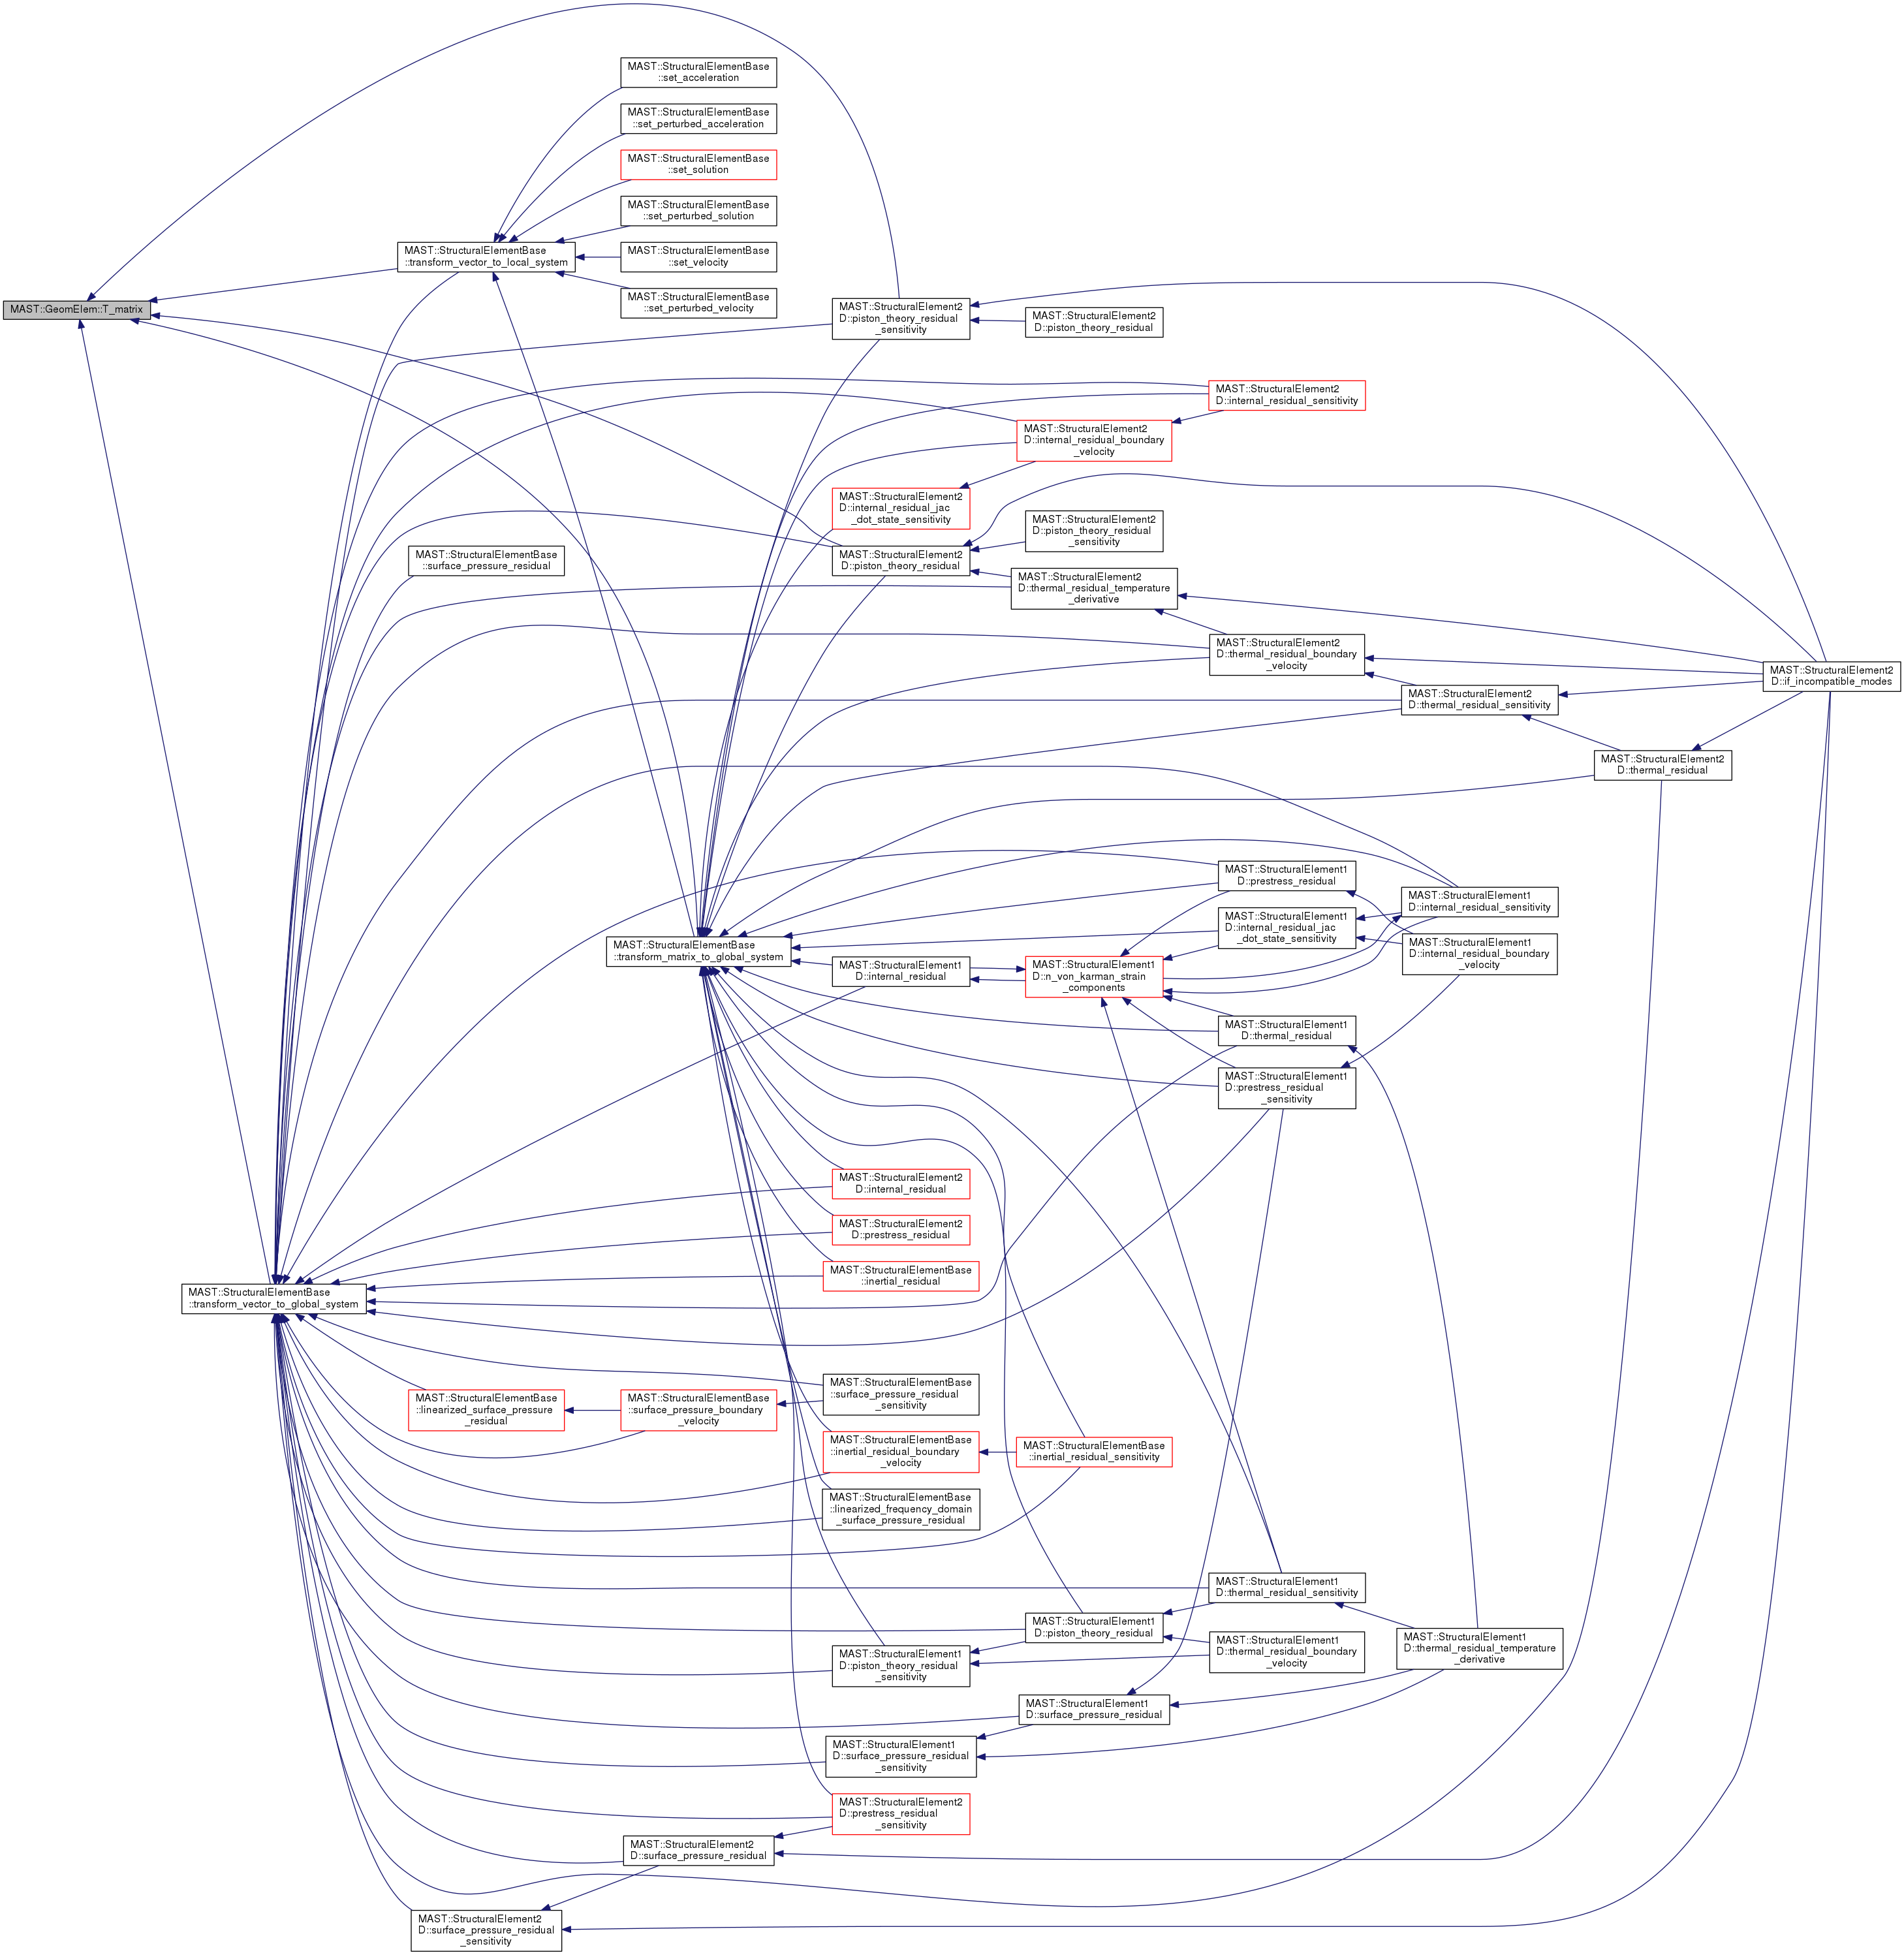 MAST::StructuralElementBase
::set_acceleration
MAST::StructuralElementBase
::set_perturbed_acceleration
MAST::StructuralElementBase
::set_solution
MAST::StructuralElementBase
::set_perturbed_solution
MAST::StructuralElementBase
::transform_vector_to_local_system
MAST::StructuralElementBase
::set_velocity
MAST::StructuralElementBase
::set_perturbed_velocity
MAST::GeomElem::T_matrix
MAST::StructuralElement2
D::piston_theory_residual
_sensitivity
MAST::StructuralElement2
D::piston_theory_residual
MAST::StructuralElement2
D::internal_residual_sensitivity
MAST::StructuralElement2
D::internal_residual_boundary
_velocity
MAST::StructuralElement2
D::internal_residual_jac
_dot_state_sensitivity
MAST::StructuralElement2
D::piston_theory_residual
_sensitivity
MAST::StructuralElementBase
::surface_pressure_residual
MAST::StructuralElement2
D::piston_theory_residual
MAST::StructuralElement2
D::thermal_residual_temperature
_derivative
MAST::StructuralElement2
D::thermal_residual_boundary
_velocity
MAST::StructuralElement2
D::if_incompatible_modes
MAST::StructuralElement2
D::thermal_residual_sensitivity
MAST::StructuralElement2
D::thermal_residual
MAST::StructuralElement1
D::prestress_residual
MAST::StructuralElement1
D::internal_residual_sensitivity
MAST::StructuralElement1
D::internal_residual_jac
_dot_state_sensitivity
MAST::StructuralElementBase
::transform_matrix_to_global_system
MAST::StructuralElement1
D::internal_residual_boundary
_velocity
MAST::StructuralElement1
D::internal_residual
MAST::StructuralElement1
D::n_von_karman_strain
_components
MAST::StructuralElement1
D::thermal_residual
MAST::StructuralElement1
D::prestress_residual
_sensitivity
MAST::StructuralElement2
D::internal_residual
MAST::StructuralElement2
D::prestress_residual
MAST::StructuralElementBase
::inertial_residual
MAST::StructuralElementBase
::transform_vector_to_global_system
MAST::StructuralElementBase
::surface_pressure_residual
_sensitivity
MAST::StructuralElementBase
::linearized_surface_pressure
_residual
MAST::StructuralElementBase
::surface_pressure_boundary
_velocity
MAST::StructuralElementBase
::inertial_residual_boundary
_velocity
MAST::StructuralElementBase
::inertial_residual_sensitivity
MAST::StructuralElementBase
::linearized_frequency_domain
_surface_pressure_residual
MAST::StructuralElement1
D::thermal_residual_sensitivity
MAST::StructuralElement1
D::piston_theory_residual
MAST::StructuralElement1
D::thermal_residual_temperature
_derivative
MAST::StructuralElement1
D::thermal_residual_boundary
_velocity
MAST::StructuralElement1
D::piston_theory_residual
_sensitivity
MAST::StructuralElement1
D::surface_pressure_residual
MAST::StructuralElement1
D::surface_pressure_residual
_sensitivity
MAST::StructuralElement2
D::prestress_residual
_sensitivity
MAST::StructuralElement2
D::surface_pressure_residual
MAST::StructuralElement2
D::surface_pressure_residual
_sensitivity